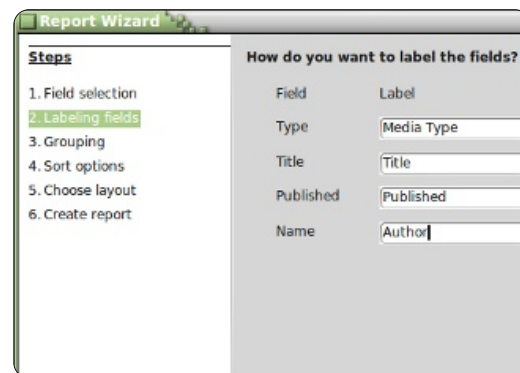 Report Wizard
Steps
1. Field selection
2. Labeling fields
3. Grouping
4. Sort options
5. Choose layout
6. Create report
How do you want to label the fields?
Field Label
Type Media Type
Title Title
Published Published
Name Author